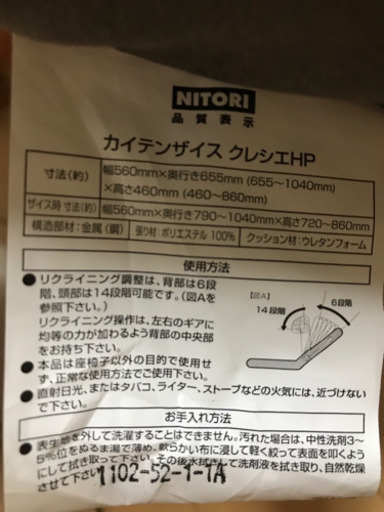 NITORI
品質表示
カイテンザイス クレシエHP
寸法(約) 幅560mm×奥行き655mm (655～1040mm)
×高さ460mm (460～860mm)
ザイス時 寸法(約) 幅560mm×奥行き790～1040mm×高さ720～860mm
構造部材:金属(鋼) 張り材:ポリエステル 100% クッション材:ウレタンフォーム
使用方法
●リクライニング調整は、背部は6段
階、頭部は14段階可能です。(図Aを
参照下さい。)
リクライニング操作は、左右のギアに
均等の力が加わるよう背部の中央部
をお持ち下さい。
【図A】
14段階
6段階
●本品は座椅子以外の目的で使用せ
ず、正常な使用方法でご使用下さい。
●直射日光、またはタバコ、ライター、ストーブなどの火気には、近づけない
で下さい。
お手入れ方法
●表生地を外して洗濯することはできません。汚れた場合は、中性洗剤3～
5%位をぬるま湯で薄め、柔らかい布に浸して軽く絞って表面を叩くように
にして拭き取って下さい。その後水拭きして洗剤液を拭き取り、自然乾燥
させて下さい。
1102-52-1-1A